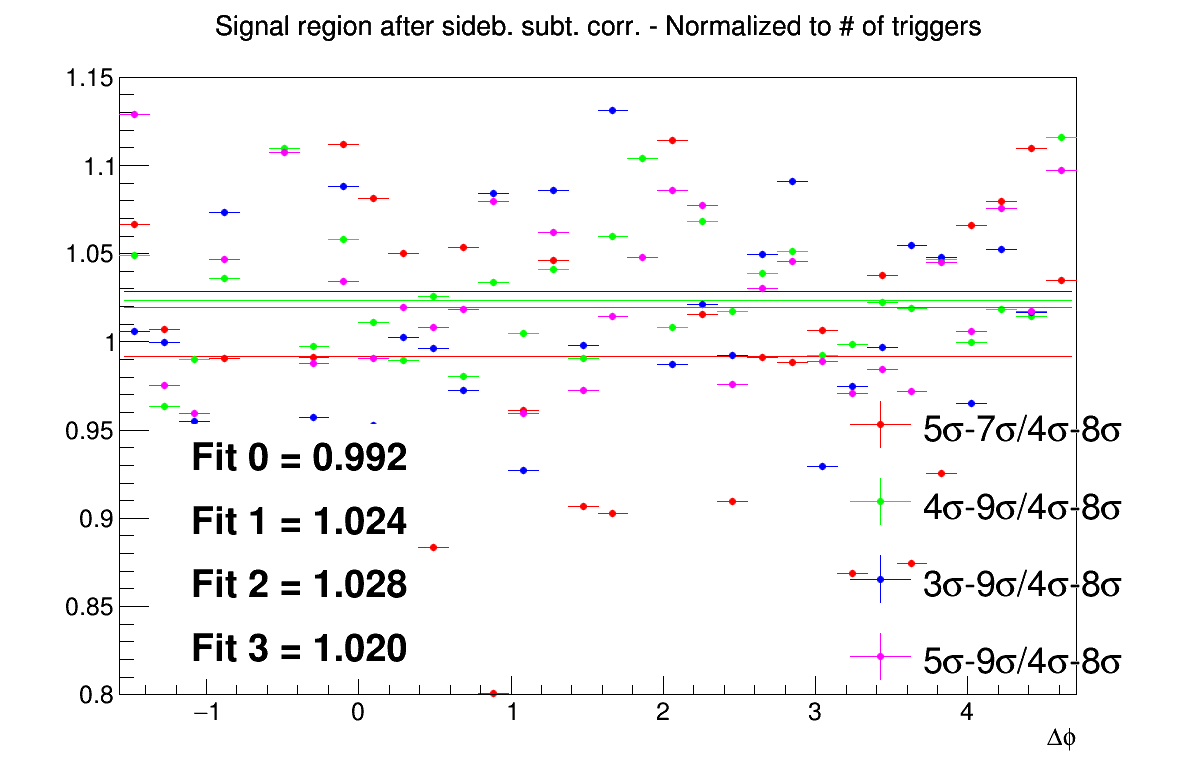 Signal region after sideb. subt. corr. - Normalized to # of triggers
1.15
1.1
1.05
1
0.95
0.9
0.85
0.8
Fit 0 = 0.992
Fit 1 = 1.024
Fit 2 = 1.028
Fit 3 = 1.020
5σ-7σ/4σ-8σ
4σ-9σ/4σ-8σ
3σ-9σ/4σ-8σ
5σ-9σ/4σ-8σ
−1 0 1 2 3 4
Δϕ